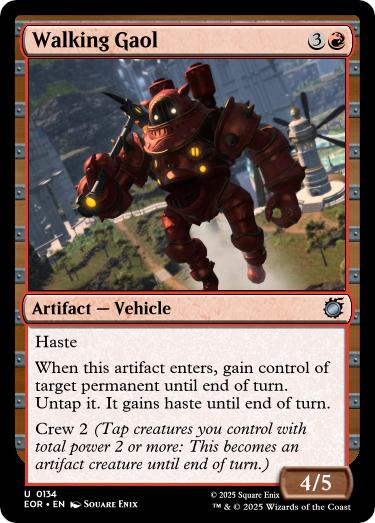 Walking Gaol 3
Artifact — Vehicle
Haste
When this artifact enters, gain control of
target permanent until end of turn.
Untap it. It gains haste until end of turn.
Crew 2 (Tap creatures you control with
total power 2 or more: This becomes an
artifact creature until end of turn.)
4/5
U 0134
EOR • EN Square Enix
© 2025 Square Enix
™ & © 2025 Wizards of the Coast